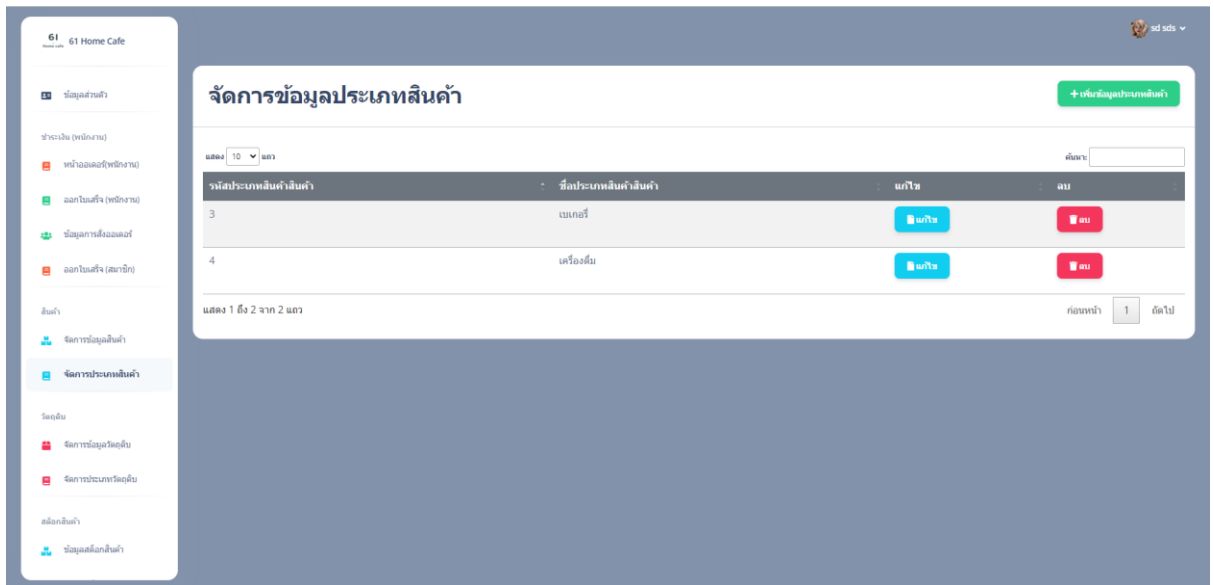 61
Home cafe
61 Home Cafe
sd sds
ข้อมูลส่วนตัว
ชำระเงิน (พนักงาน)
หน้าออเดอร์(พนักงาน)
ออกใบเสร็จ (พนักงาน)
ข้อมูลการสั่งออเดอร์
ออกใบเสร็จ (สมาชิก)
สินค้า
จัดการข้อมูลสินค้า
จัดการประเภทสินค้า
วัตถุดิบ
จัดการข้อมูลวัตถุดิบ
จัดการประเภทวัตถุดิบ
สต็อกสินค้า
ข้อมูลสต็อกสินค้า
จัดการข้อมูลประเภทสินค้า
+เพิ่มข้อมูลประเภทสินค้า
แสดง 10 แถว
ค้นหา:
รหัสประเภทสินค้าสินค้า ชื่อประเภทสินค้าสินค้า แก้ไข ลบ
3 เบเกอรี่ แก้ไข ลบ
4 เครื่องดื่ม แก้ไข ลบ
แสดง 1 ถึง 2 จาก 2 แถว
ก่อนหน้า 1 ถัดไป